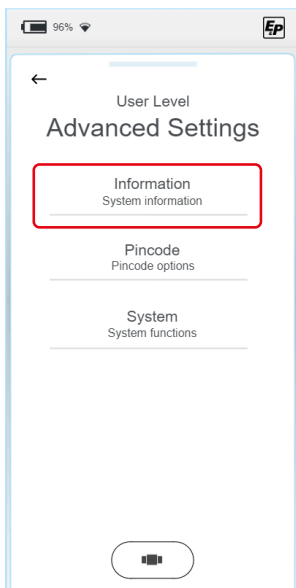 96%
EP
User Level
Advanced Settings
Information
System information
Pincode
Pincode options
System
System functions